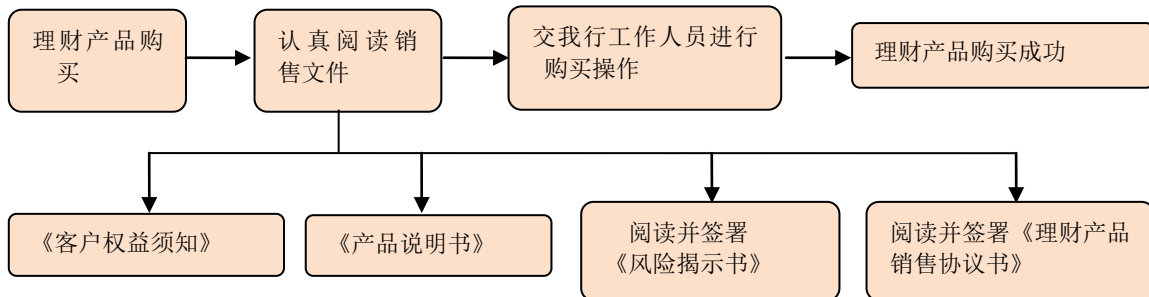 理财产品购
买
认真阅读销
售文件
交我行工作人员进行
购买操作
理财产品购买成功
《客户权益须知》
《产品说明书》
阅读并签署
《风险揭示书》
阅读并签署《理财产品
销售协议书》